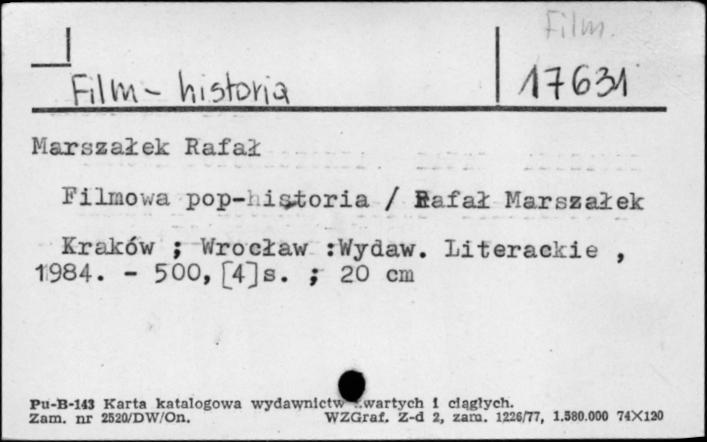 Film.
Film - historia
17631
Marszałek Rafał
Filmowa pop-historia / Rafał Marszałek
Kraków ; Wrocław :Wydaw. Literackie ,
1984. - 500, [4]s. ; 20 cm
Pu-B-143 Karta katalogowa wydawnictw zwartych i ciągłych.
Zam. nr 2520/DW/On. WZGraf. Z-d 2, zam. 1226/77, 1.580.000 74X120